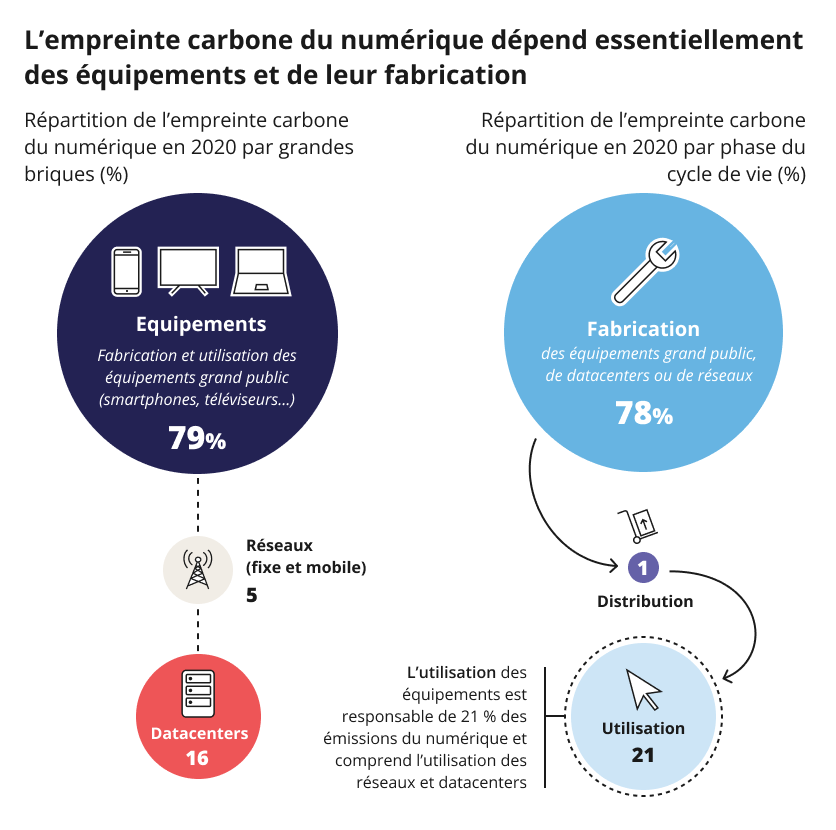 L’empreinte carbone du numérique dépend essentiellement
des équipements et de leur fabrication
Répartition de l’empreinte carbone
du numérique en 2020 par grandes
briques (%)
Equipements
Fabrication et utilisation des
équipements grand public
(smartphones, téléviseurs...)
79%
Réseaux
(fixe et mobile)
5
Datacenters
16
Répartition de l’empreinte carbone
du numérique en 2020 par phase du
cycle de vie (%)
Fabrication
des équipements grand public,
de datacenters ou de réseaux
78%
1
Distribution
L’utilisation des
équipements est
responsable de 21 % des
émissions du numérique et
comprend l’utilisation des
réseaux et datacenters
Utilisation
21